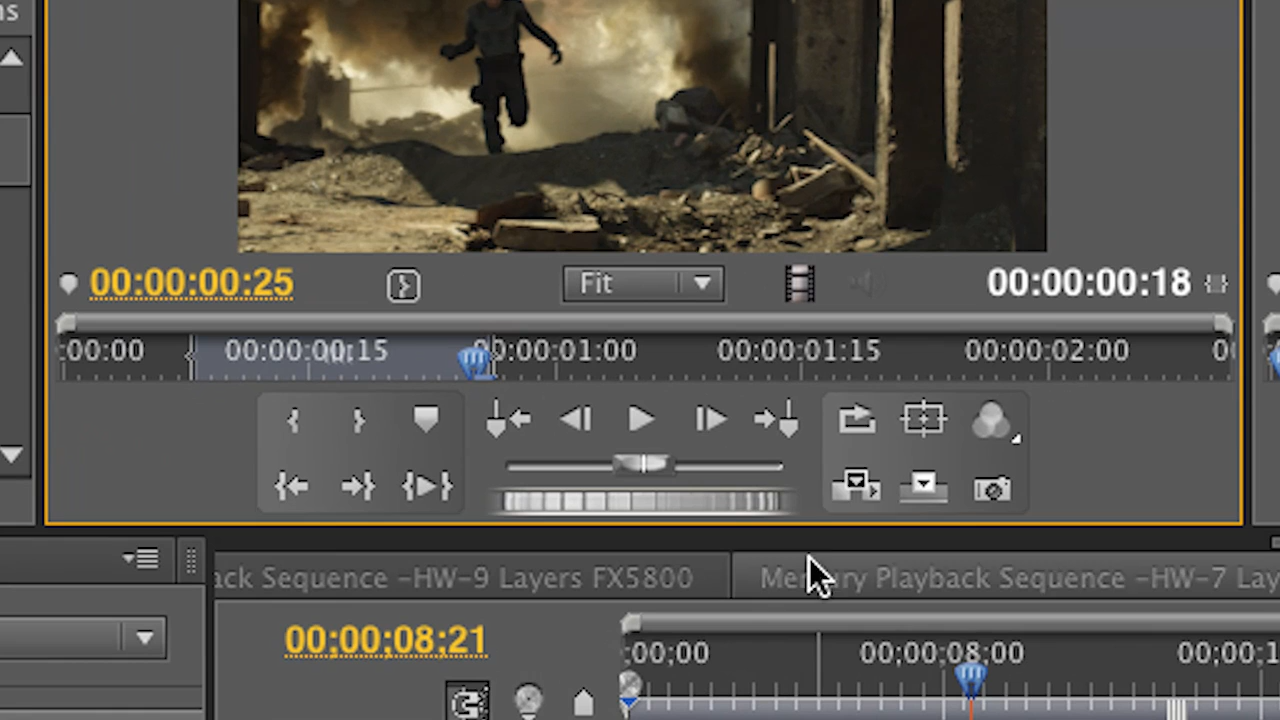 ns
00:00:00:25
Fit
00:00:00:18
:00:00 00:00:00:15 00:00:01:00 00:00:01:15 00:00:02:00
ack Sequence -HW-9 Layers FX5800
Memory Playback Sequence -HW-7 Lay
00;00;08;21
;00;00 00;00;08;00 00;00;1